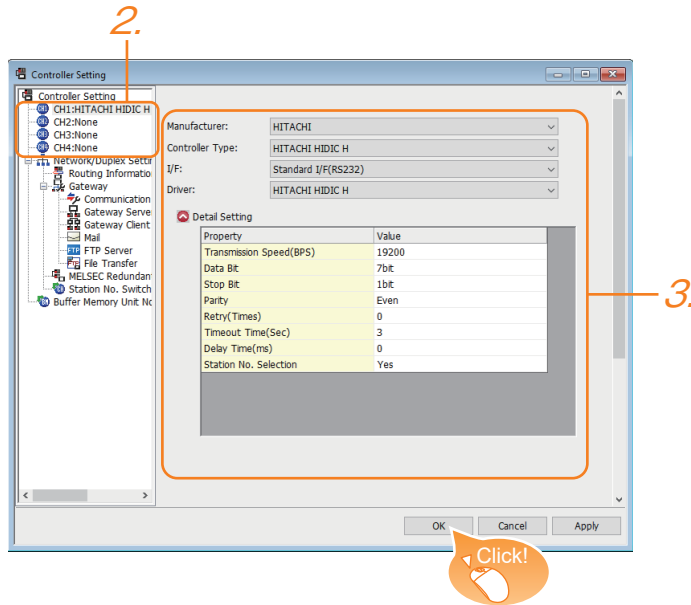 2.
Controller Setting
Controller Setting
CH1:HITACHI HIDIC H
CH2:None
CH3:None
CH4:None
Network/Duplex Settin
Routing Informatio
Gateway
Communication
Gateway Serve
Gateway Client
Mail
FTP Server
File Transfer
MELSEC Redundan
Station No. Switch
Buffer Memory Unit No
Manufacturer: HITACHI
Controller Type: HITACHI HIDIC H
I/F: Standard I/F(RS232)
Driver: HITACHI HIDIC H
Detail Setting
Property Value
Transmission Speed(BPS) 19200
Data Bit 7bit
Stop Bit 1bit
Parity Even
Retry(Times) 0
Timeout Time(Sec) 3
Delay Time(ms) 0
Station No. Selection Yes
3.
OK Cancel Apply
Click!